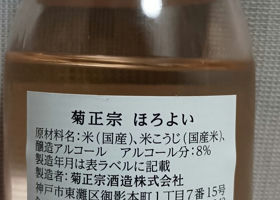 菊正宗 ほろよい
原材料名:米(国産)、米こうじ(国産米)、
醸造アルコール アルコール分:8%
製造年月は表ラベルに記載
製造者:菊正宗酒造株式会社
神戸市東灘区御影本町1丁目7番15号